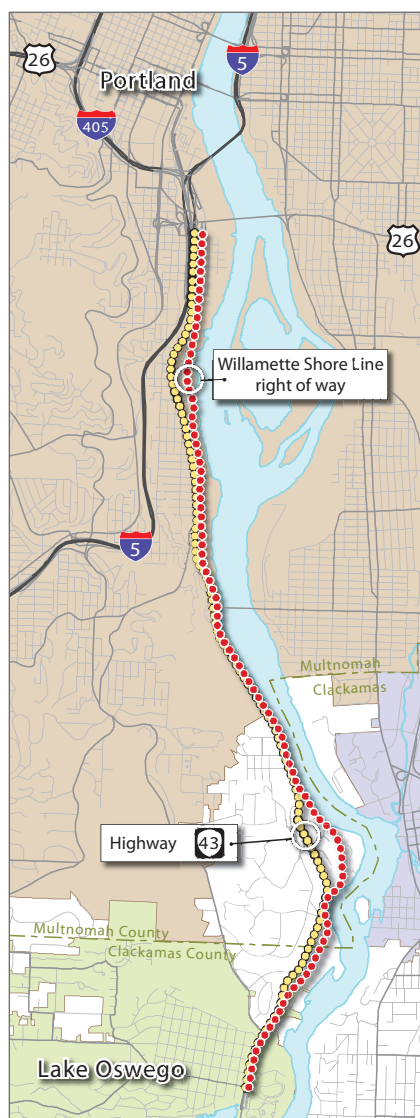 26
Portland
5
405
26
Willamette Shore Line
right of way
5
Multnomah
Clackamas
Highway 43
Multnomah County
Clackamas County
Lake Oswego